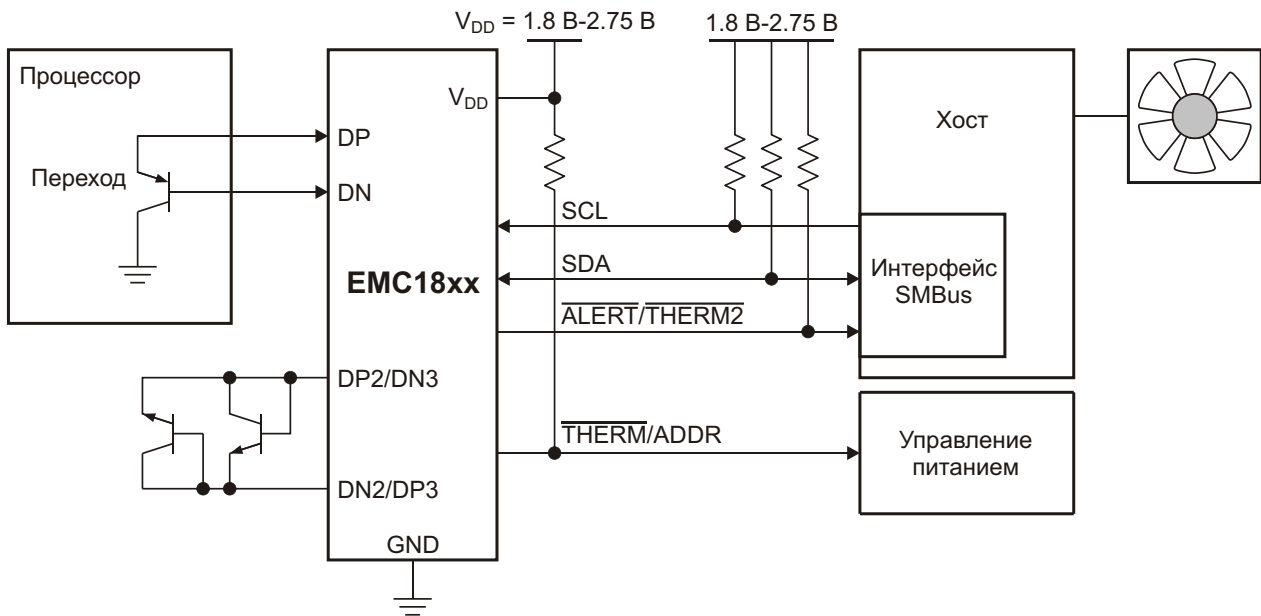 V_DD = 1.8 В-2.75 В
1.8 В-2.75 В
Процессор
Переход
V_DD
DP
DN
EMC18xx
DP2/DN3
DN2/DP3
GND
SCL
SDA
ALERT/THERM2
THERM/ADDR
Хост
Интерфейс
SMBus
Управление
питанием